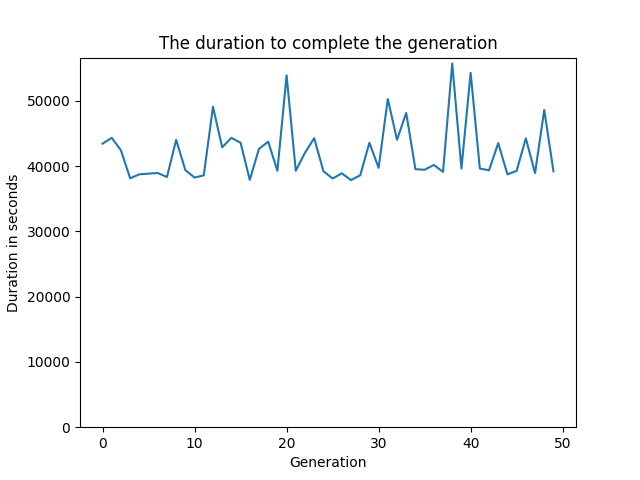 The duration to complete the generation
Duration in seconds
50000
40000
30000
20000
10000
0
0 10 20 30 40 50
Generation